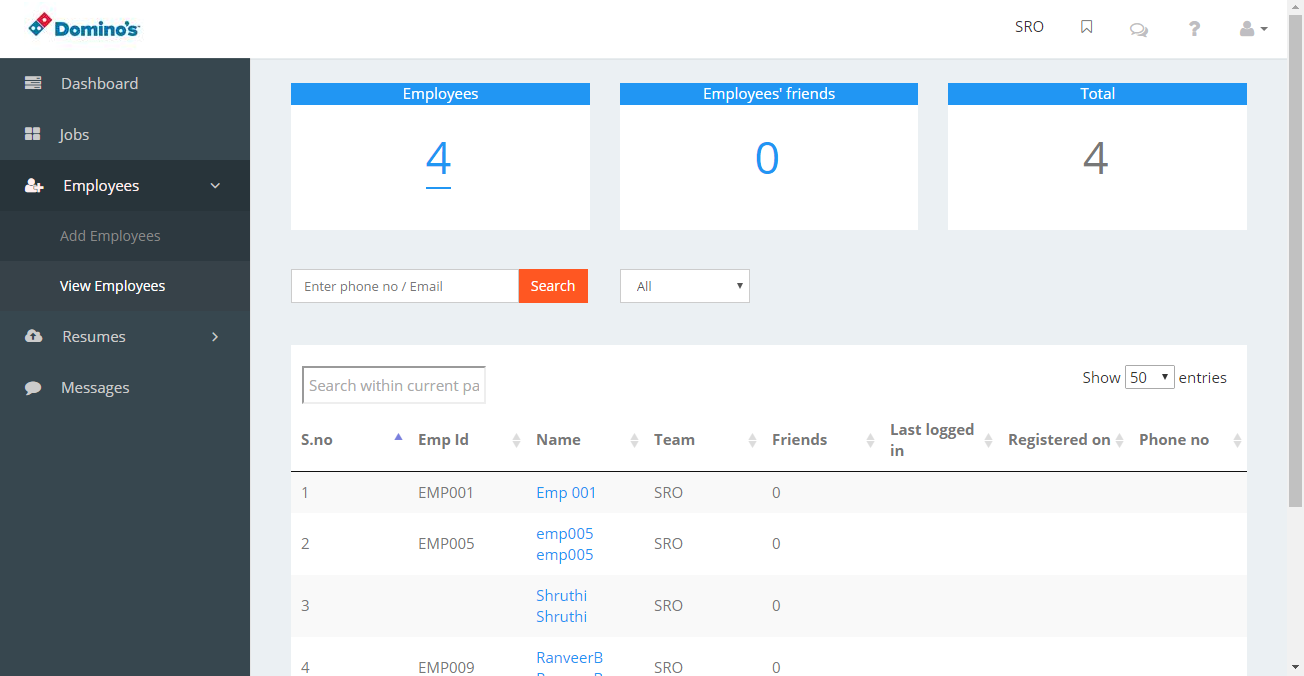 Domino's
SRO
?
Dashboard
Jobs
Employees
Add Employees
View Employees
Resumes
Messages
Employees
4
Employees' friends
0
Total
4
Enter phone no / Email
Search
All
Search within current pa
Show 50 entries
S.no Emp Id Name Team Friends Last logged in Registered on Phone no
1 EMP001 Emp 001 SRO 0
2 EMP005 emp005 emp005 SRO 0
3 Shruthi Shruthi SRO 0
4 EMP009 RanveerB SRO 0